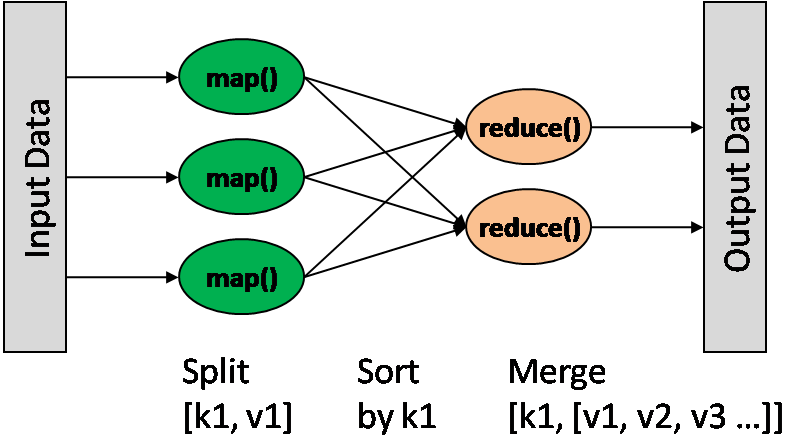 Input Data
map()
map()
map()
reduce()
reduce()
Output Data
Split
[k1, v1]
Sort
by k1
Merge
[k1, [v1, v2, v3 …]]